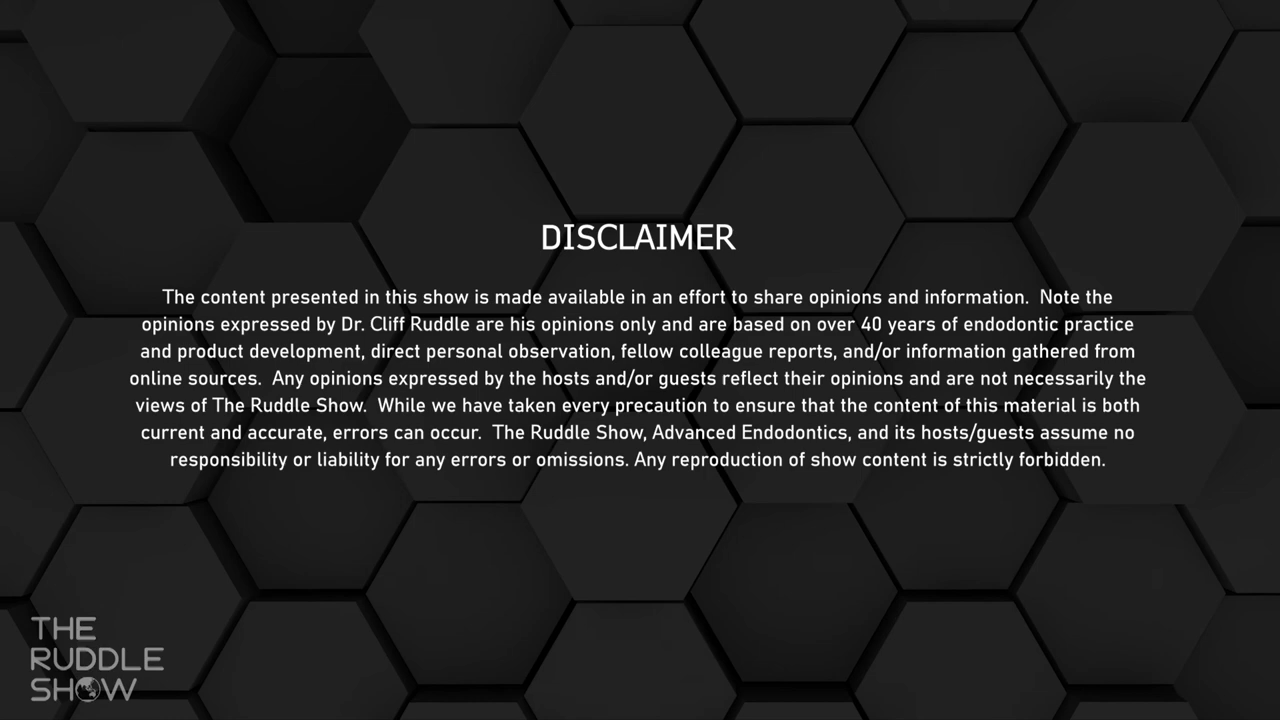 DISCLAIMER
The content presented in this show is made available in an effort to share opinions and information.  Note the
opinions expressed by Dr. Cliff Ruddle are his opinions only and are based on over 40 years of endodontic practice
and product development, direct personal observation, fellow colleague reports, and/or information gathered from
online sources.  Any opinions expressed by the hosts and/or guests reflect their opinions and are not necessarily the
views of The Ruddle Show.  While we have taken every precaution to ensure that the content of this material is both
current and accurate, errors can occur.  The Ruddle Show, Advanced Endodontics, and its hosts/guests assume no
responsibility or liability for any errors or omissions. Any reproduction of show content is strictly forbidden.
THE
RUDDLE
SHOW